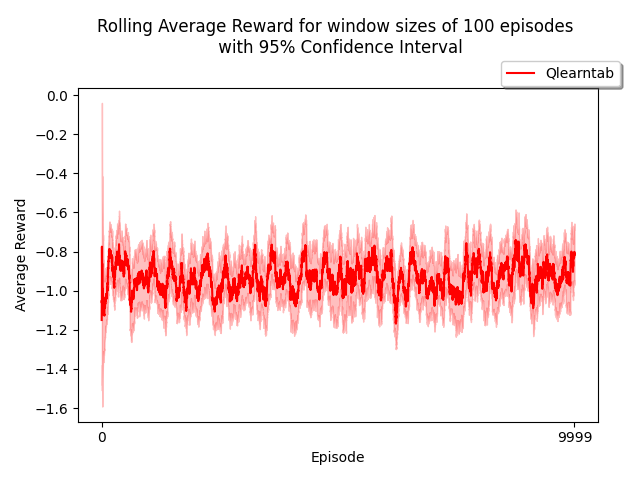 Rolling Average Reward for window sizes of 100 episodes
with 95% Confidence Interval
Qlearntab
0.0
−0.2
−0.4
−0.6
−0.8
−1.0
−1.2
−1.4
−1.6
Average Reward
0
9999
Episode